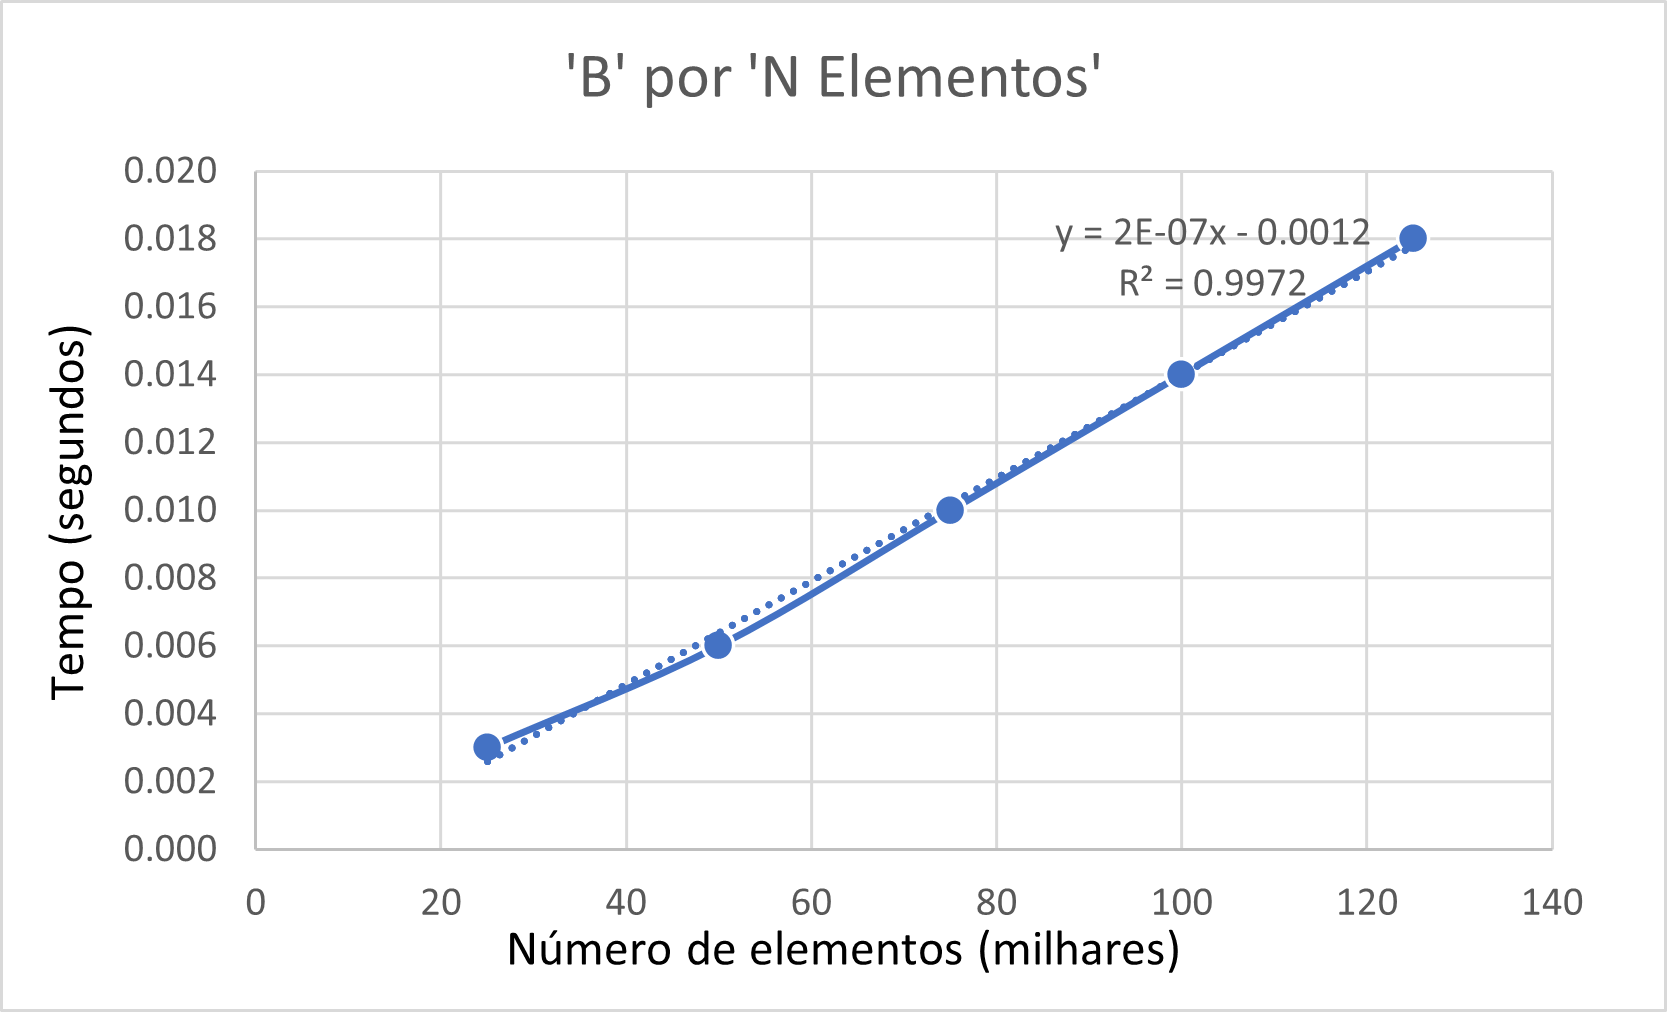 'B' por 'N Elementos'
0.020
0.018
0.016
0.014
0.012
0.010
0.008
0.006
0.004
0.002
0.000
Tempo (segundos)
y = 2E-07x - 0.0012
R² = 0.9972
0 20 40 60 80 100 120 140
Número de elementos (milhares)